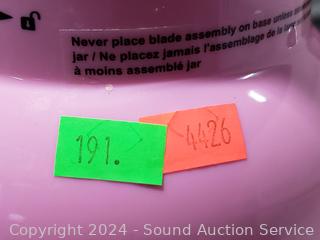 Never place blade assembly on base unless
jar / Ne placez jamais l'assemblage de la
à moins assemblé jar
191.
4426
Copyright 2024 - Sound Auction Service